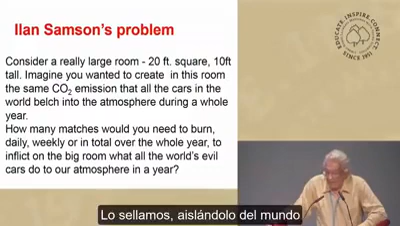 Ilan Samson's problem
Consider a really large room - 20 ft. square, 10ft
tall. Imagine you wanted to create in this room
the same CO₂ emission that all the cars in the
world belch into the atmosphere during a whole
year.
How many matches would you need to burn,
daily, weekly or in total over the whole year, to
inflict on the big room what all the world's evil
cars do to our atmosphere in a year?
EDUCATE. INSPIRE. CONNECT.
SINCE 1951
Lo sellamos, aislándolo del mundo